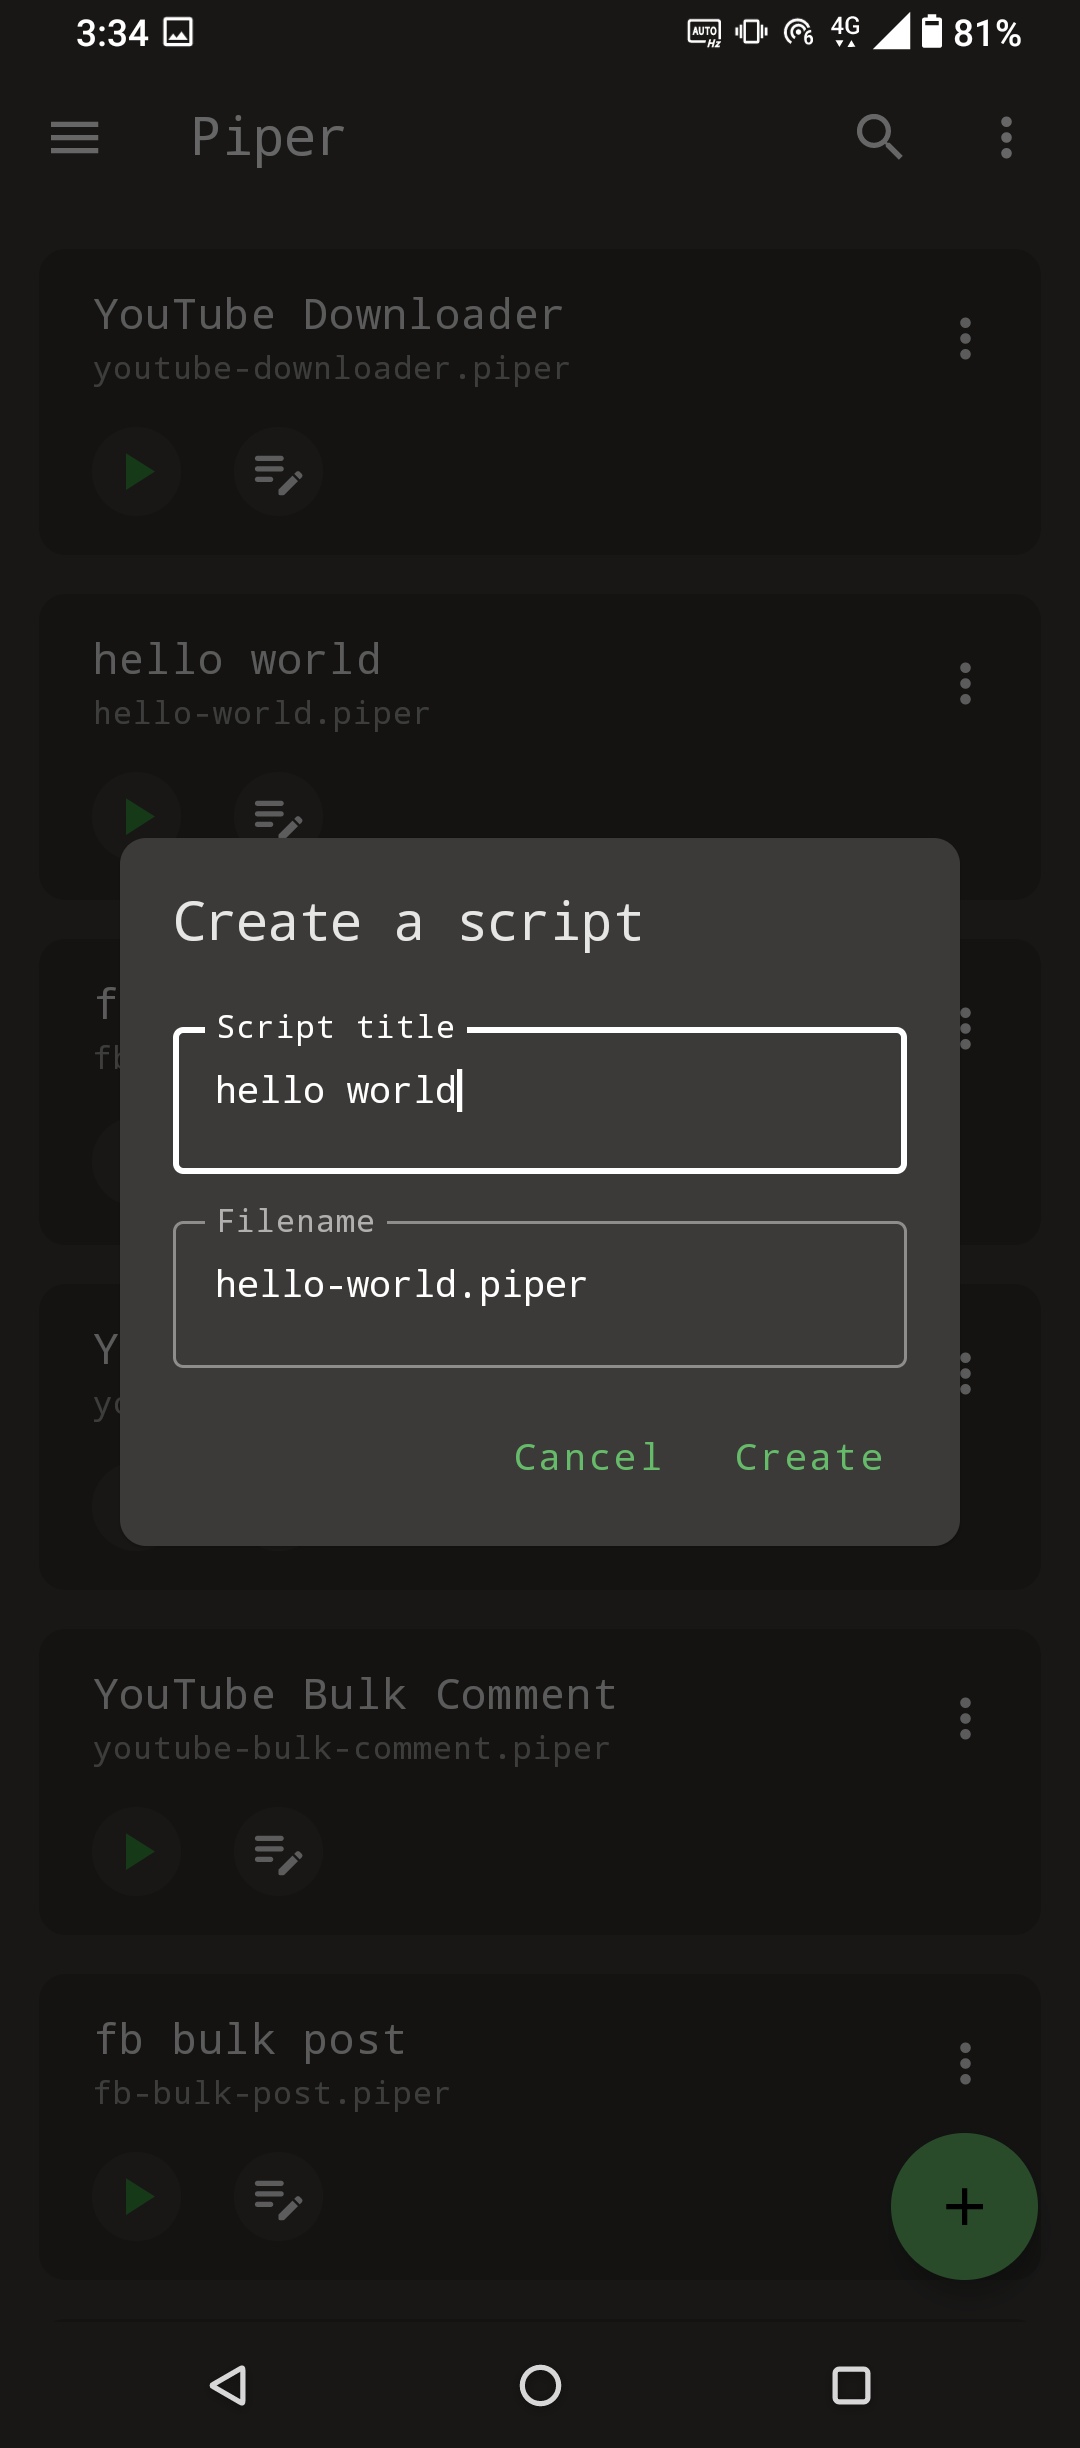 3:34
AUTO Hz
6
4G
81%
Piper
YouTube Downloader
youtube-downloader.piper
hello world
hello-world.piper
Create a script
Script title
hello world
Filename
hello-world.piper
Cancel Create
YouTube Bulk Comment
youtube-bulk-comment.piper
fb bulk post
fb-bulk-post.piper